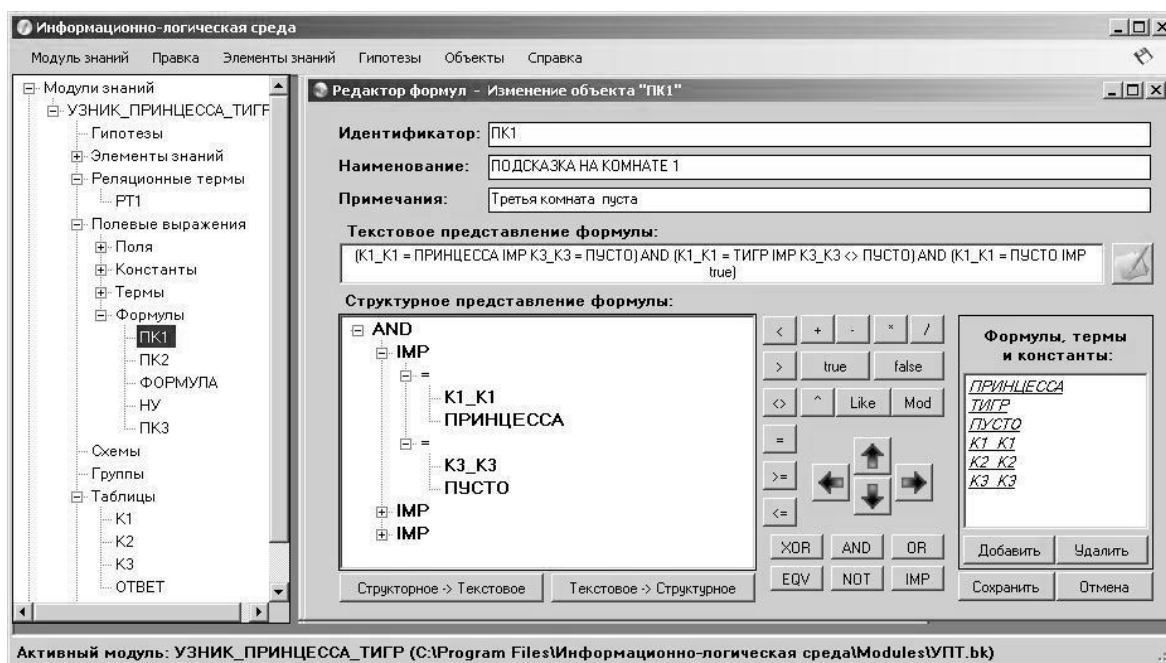 Информационно-логическая среда
Модуль знаний Правка Элементы знаний Гипотезы Объекты Справка
Модули знаний
УЗНИК_ПРИНЦЕССА_ТИГР
Гипотезы
Элементы знаний
Реляционные термы
РТ1
Полевые выражения
Поля
Константы
Термы
Формулы
ПК1
ПК2
ФОРМУЛА
НУ
ПК3
Схемы
Группы
Таблицы
К1
К2
К3
ОТВЕТ
Редактор формул - Изменение объекта "ПК1"
Идентификатор: ПК1
Наименование: ПОДСКАЗКА НА КОМНАТЕ 1
Примечания: Третья комната пуста
Текстовое представление формулы:
(К1_К1 = ПРИНЦЕССА IMP К3_К3 = ПУСТО) AND (К1_К1 = ТИГР IMP К3_К3 <> ПУСТО) AND (К1_К1 = ПУСТО IMP
true)
Структурное представление формулы:
AND
IMP
=
К1_К1
ПРИНЦЕССА
=
К3_К3
ПУСТО
IMP
IMP
Структорное -> Текстовое Текстовое -> Структурное
< + - * /
> true false
<> ^ Like Mod
=
>=
<=
XOR AND OR
EQV NOT IMP
Формулы, термы
и константы:
ПРИНЦЕССА
ТИГР
ПУСТО
К1_К1
К2_К2
К3_К3
Добавить Удалить
Сохранить Отмена
Активный модуль: УЗНИК_ПРИНЦЕССА_ТИГР (C:\Program Files\Информационно-логическая среда\Modules\УПТ.bk)